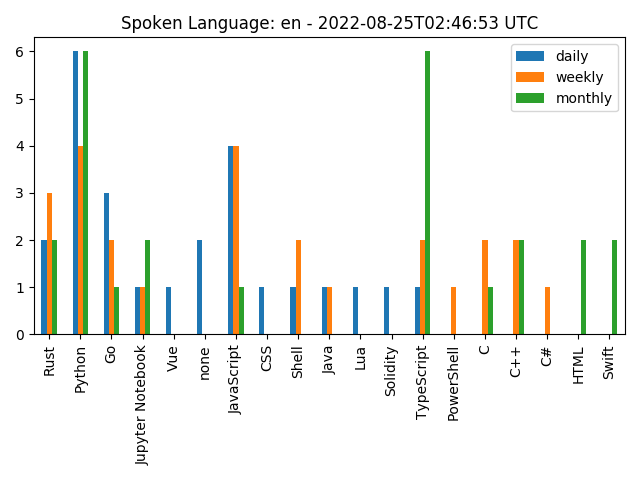 Spoken Language: en - 2022-08-25T02:46:53 UTC
daily
weekly
monthly
6
5
4
3
2
1
0
Rust
Python
Go
Jupyter Notebook
Vue
none
JavaScript
CSS
Shell
Java
Lua
Solidity
TypeScript
PowerShell
C
C++
C#
HTML
Swift